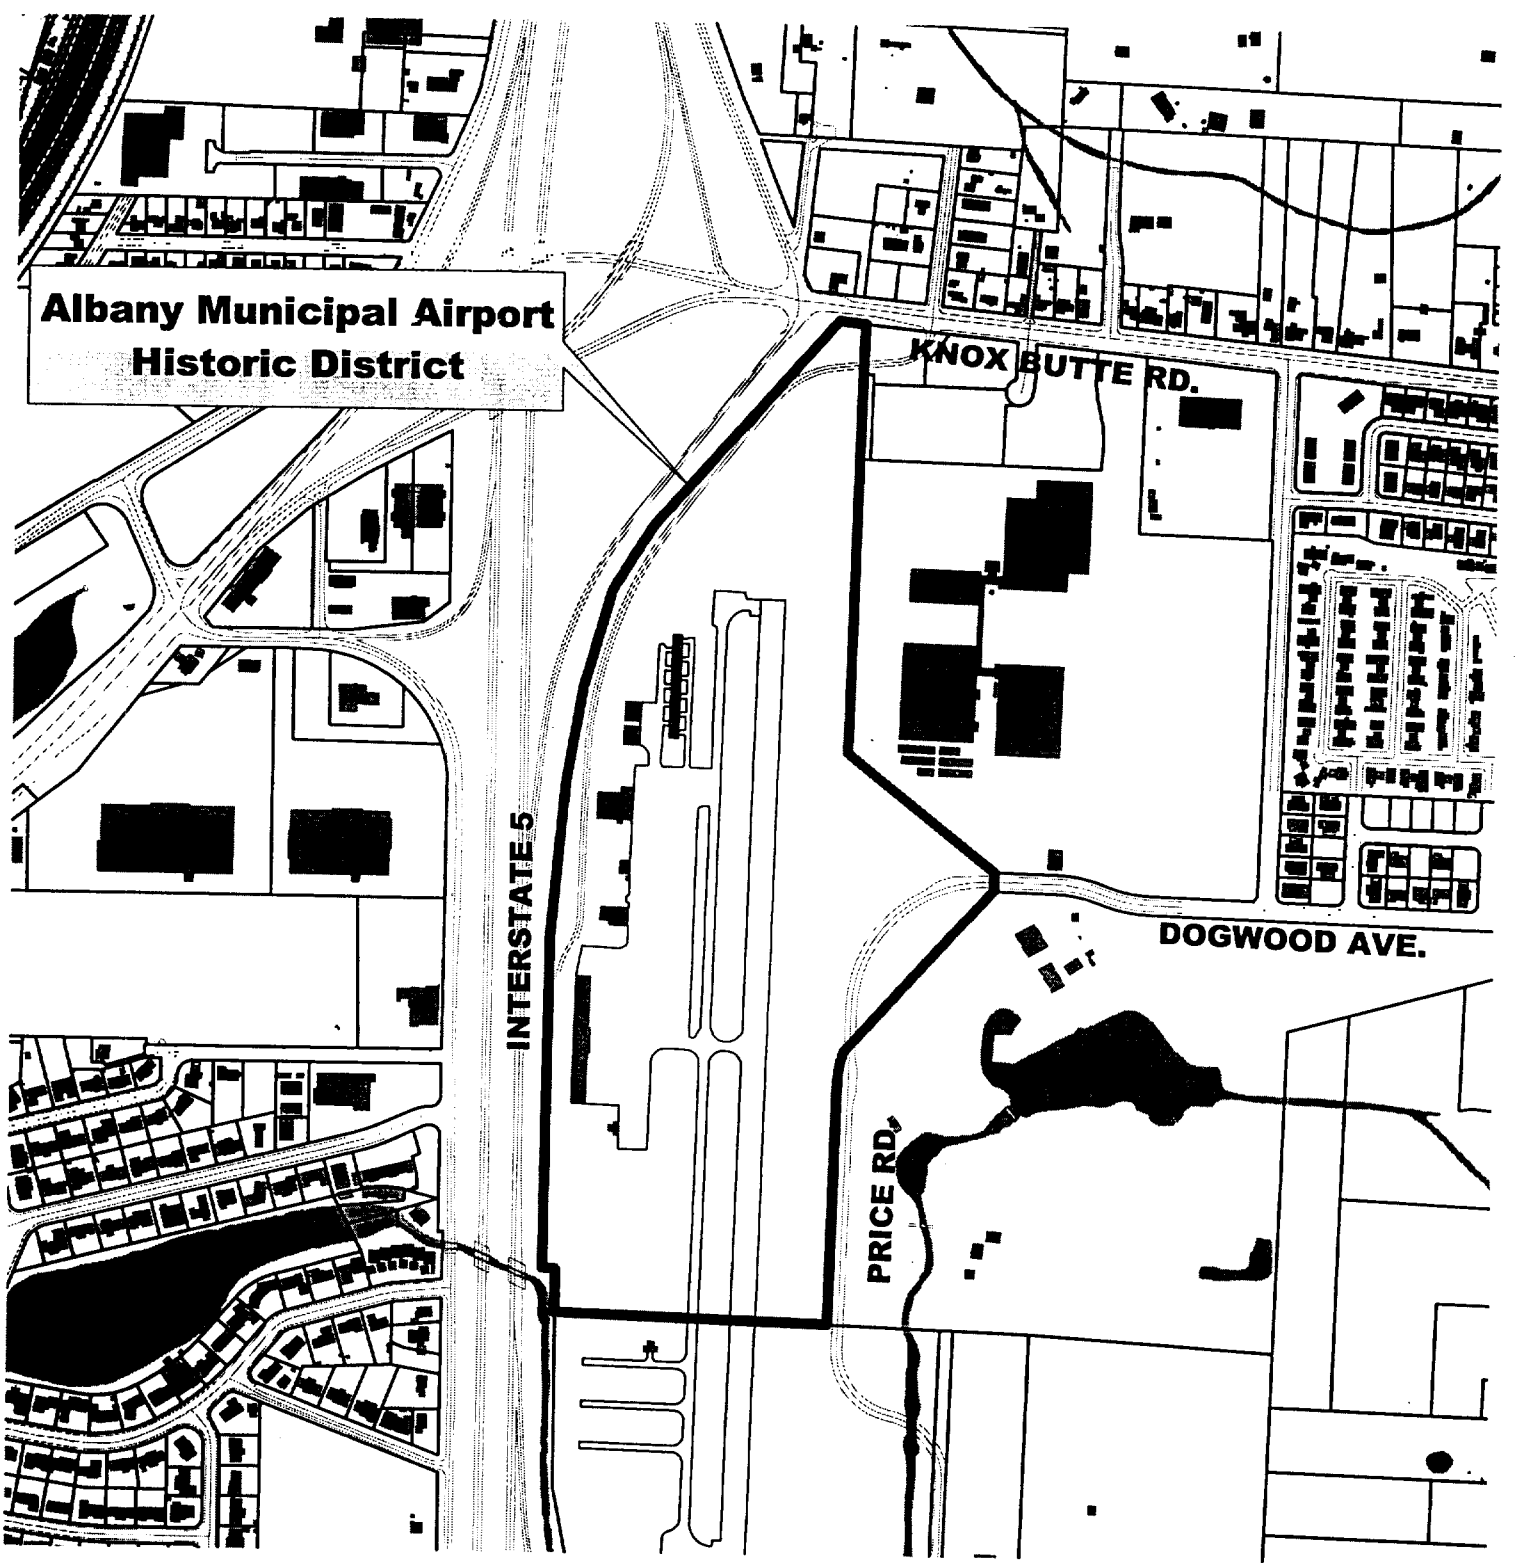 Albany Municipal Airport
Historic District
KNOX BUTTE RD.
INTERSTATE 5
DOGWOOD AVE.
PRICE RD.